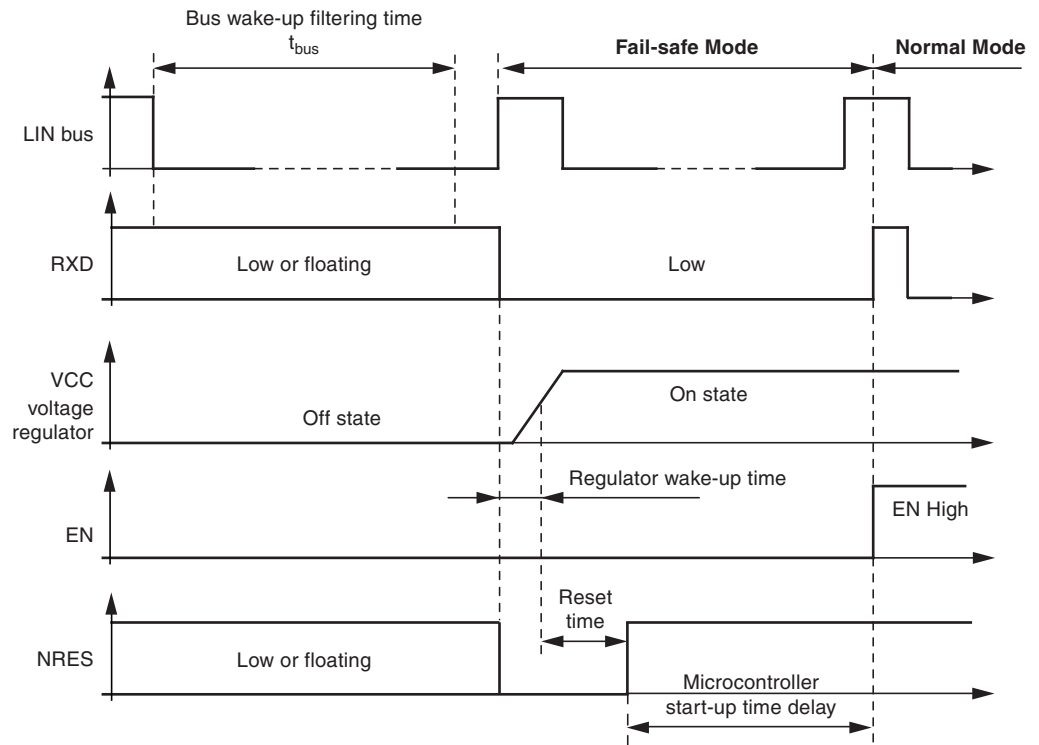 Bus wake-up filtering time
tbus
Fail-safe Mode
Normal Mode
LIN bus
RXD
Low or floating
Low
VCC
voltage
regulator
Off state
On state
Regulator wake-up time
EN
EN High
Reset
time
NRES
Low or floating
Microcontroller
start-up time delay